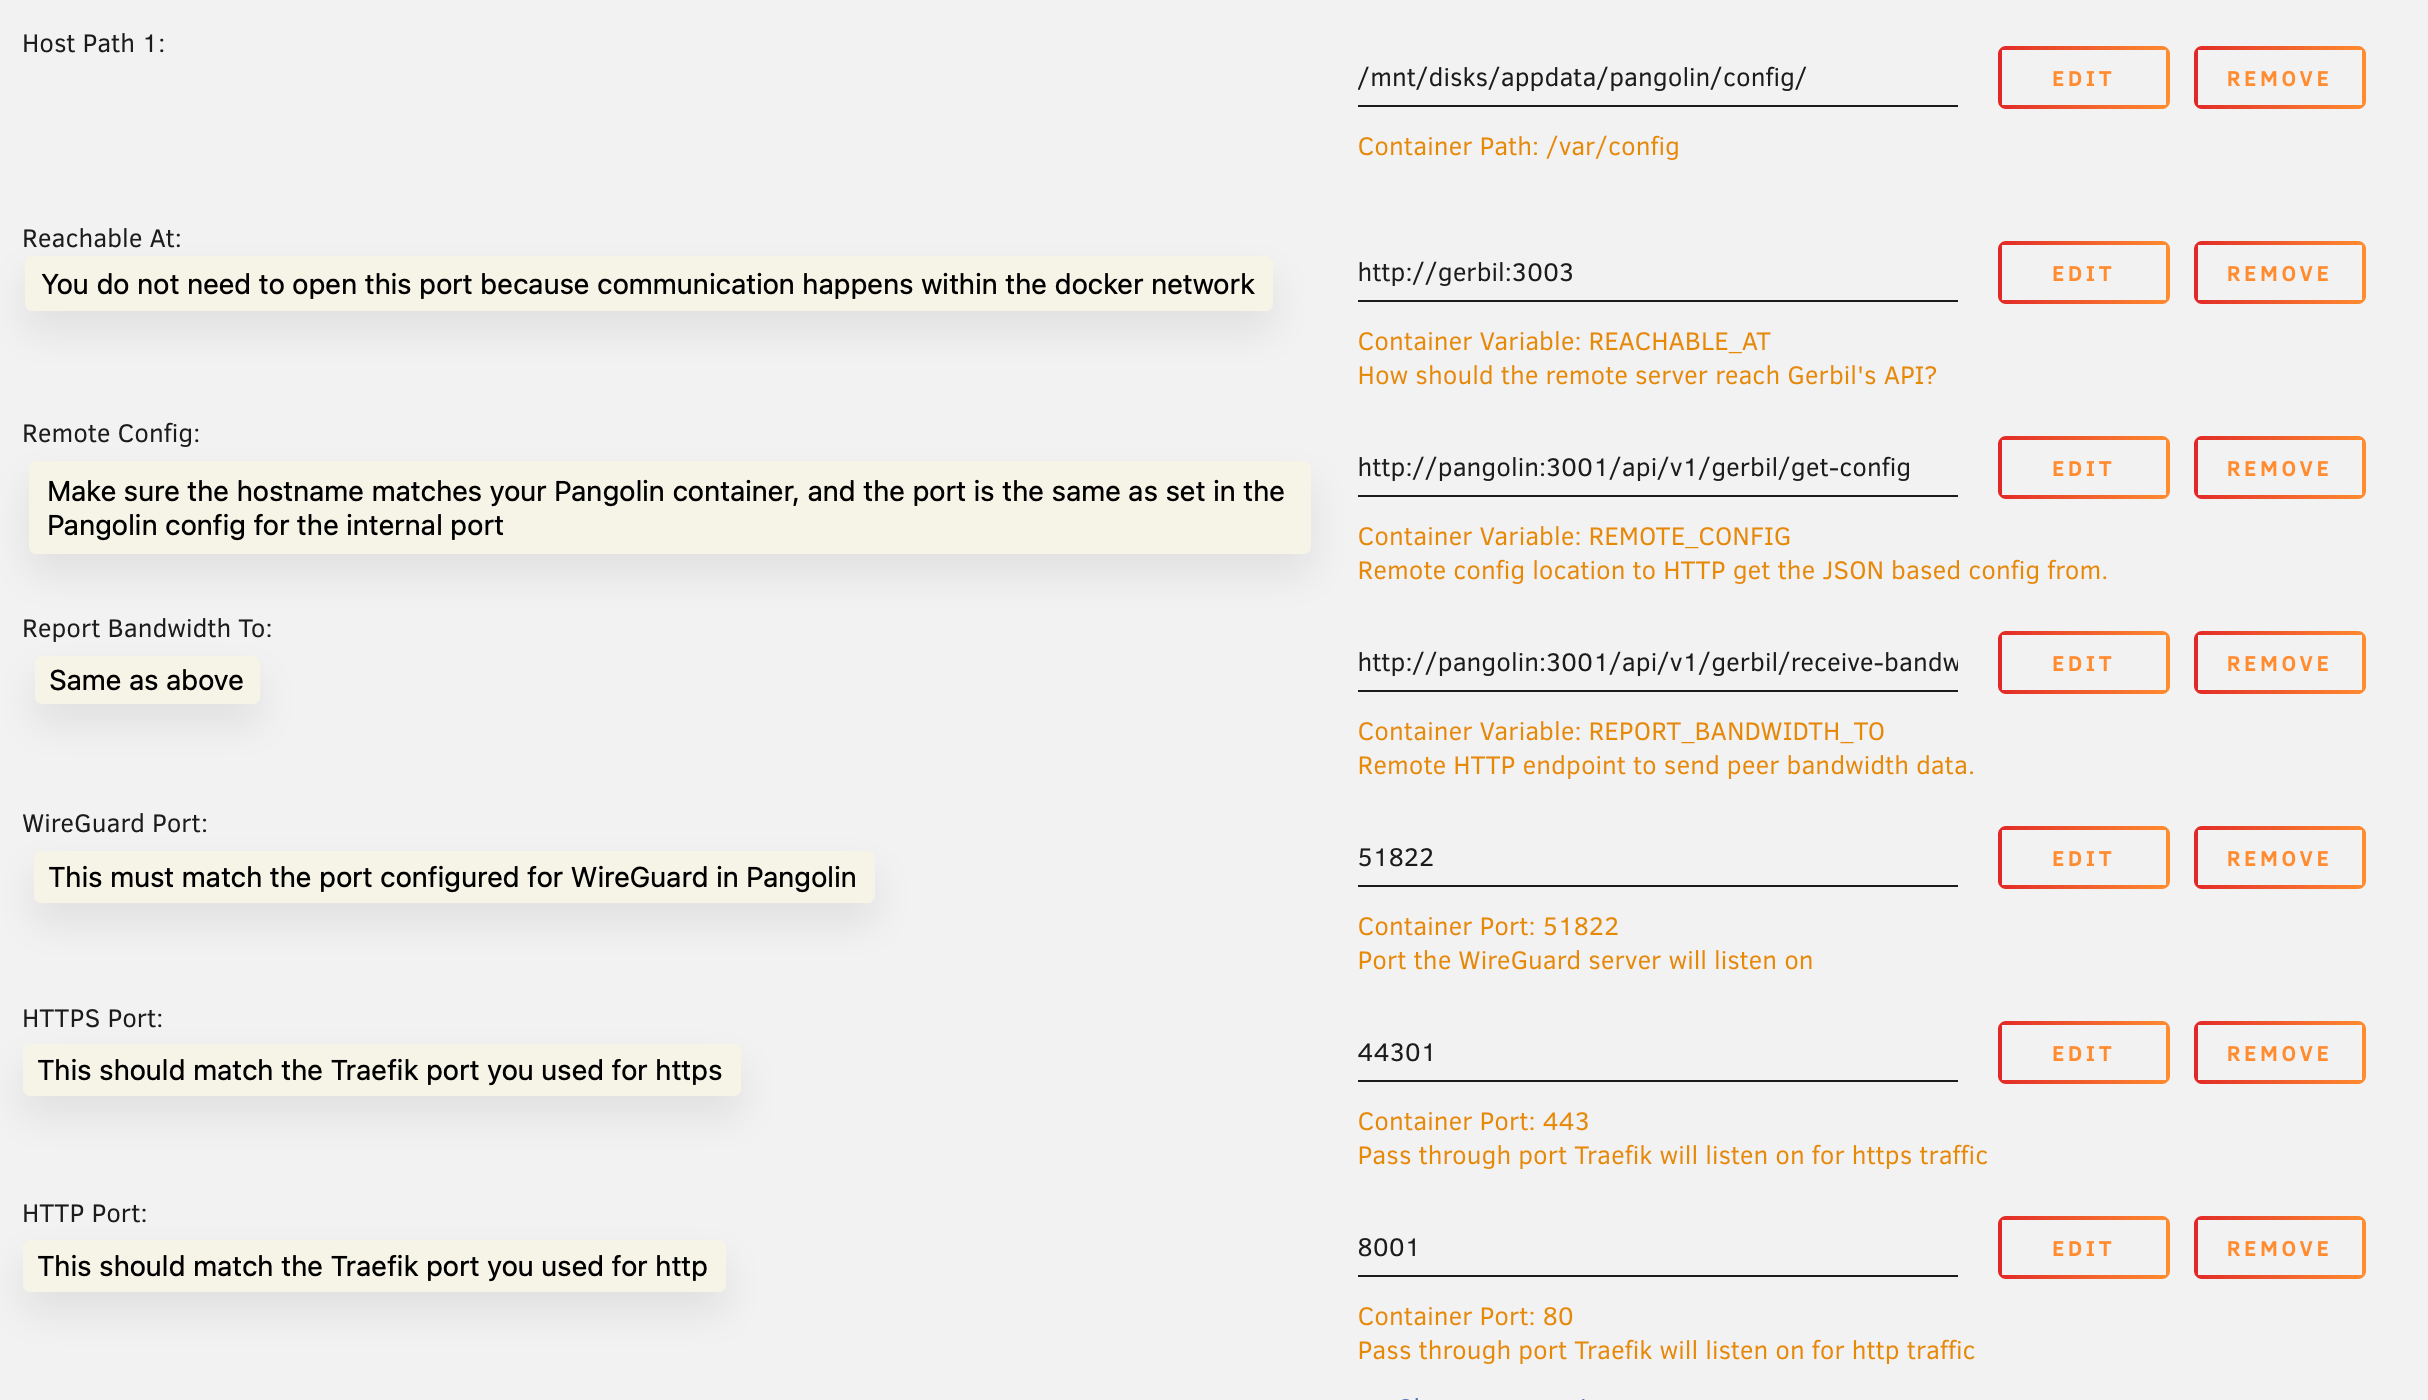 Host Path 1:
/mnt/disks/appdata/pangolin/config/
EDIT
REMOVE
Container Path: /var/config
Reachable At:
You do not need to open this port because communication happens within the docker network
http://gerbil:3003
EDIT
REMOVE
Container Variable: REACHABLE_AT
How should the remote server reach Gerbil's API?
Remote Config:
Make sure the hostname matches your Pangolin container, and the port is the same as set in the
Pangolin config for the internal port
http://pangolin:3001/api/v1/gerbil/get-config
EDIT
REMOVE
Container Variable: REMOTE_CONFIG
Remote config location to HTTP get the JSON based config from.
Report Bandwidth To:
Same as above
http://pangolin:3001/api/v1/gerbil/receive-bandw
EDIT
REMOVE
Container Variable: REPORT_BANDWIDTH_TO
Remote HTTP endpoint to send peer bandwidth data.
WireGuard Port:
This must match the port configured for WireGuard in Pangolin
51822
EDIT
REMOVE
Container Port: 51822
Port the WireGuard server will listen on
HTTPS Port:
This should match the Traefik port you used for https
44301
EDIT
REMOVE
Container Port: 443
Pass through port Traefik will listen on for https traffic
HTTP Port:
This should match the Traefik port you used for http
8001
EDIT
REMOVE
Container Port: 80
Pass through port Traefik will listen on for http traffic